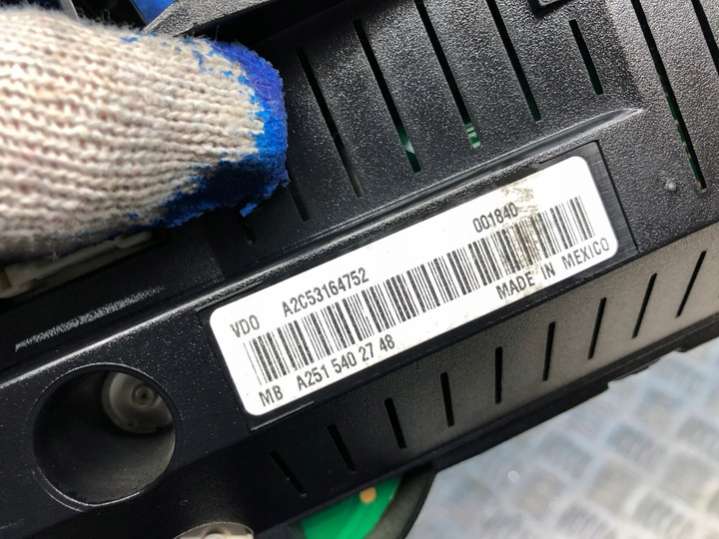 VDO A2C53164752 001840
MB A251 540 27 48 MADE IN MEXICO